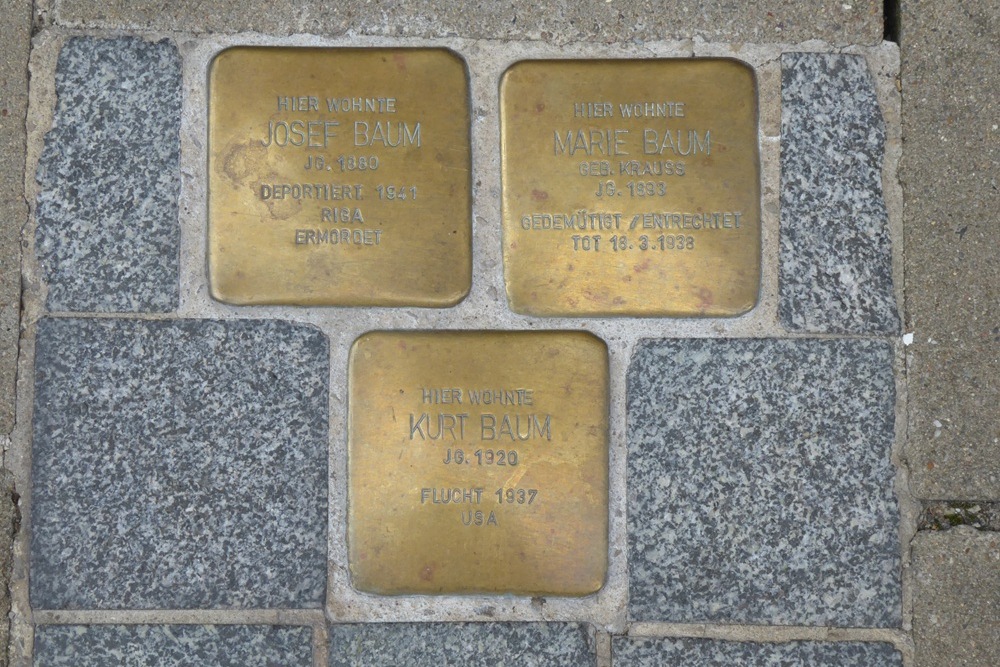 HIER WOHNTE
JOSEF BAUM
JG. 1880
DEPORTIERT 1941
RIGA
ERMORDET
HIER WOHNTE
MARIE BAUM
GEB. KRAUSS
JG. 1893
GEDEMÜTIGT / ENTRECHTET
TOT 18. 3. 1938
HIER WOHNTE
KURT BAUM
JG. 1920
FLUCHT 1937
USA